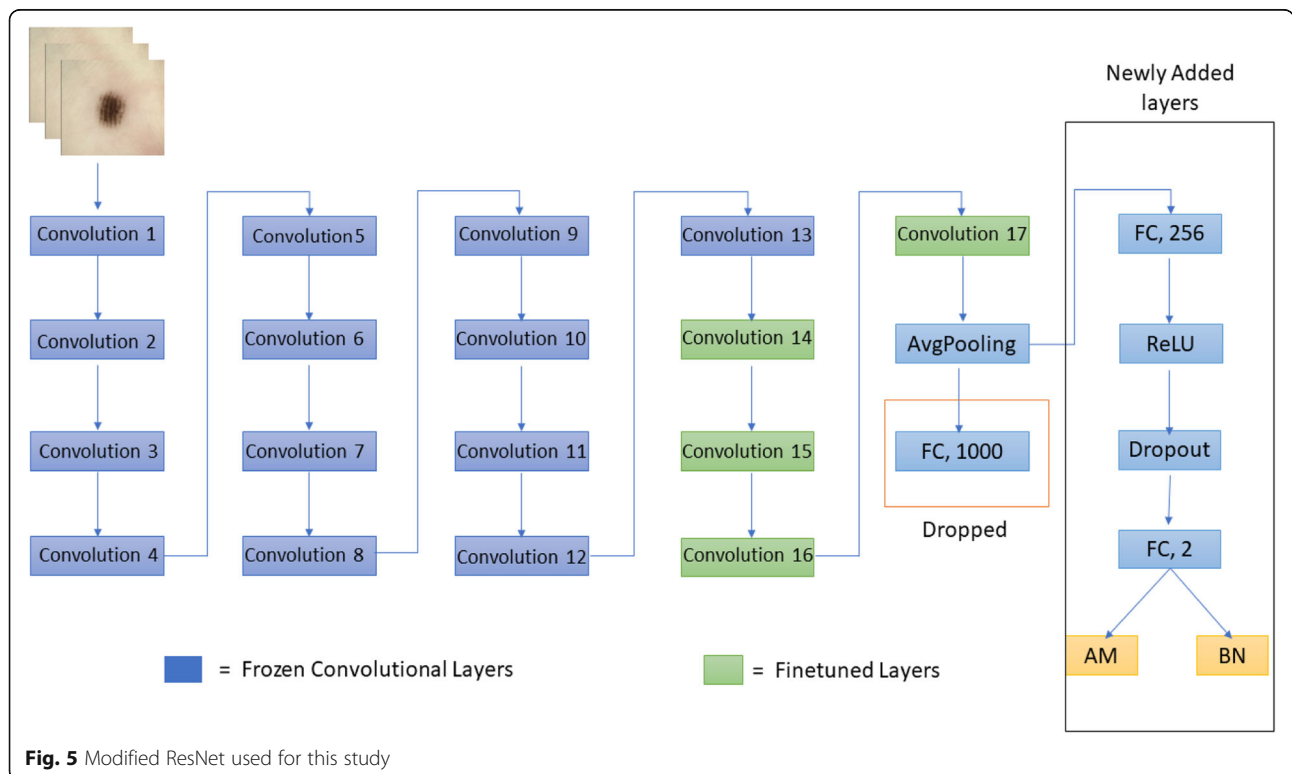 Newly Added
layers
Convolution 1
Convolution 2
Convolution 3
Convolution 4
Convolution5
Convolution 6
Convolution 7
Convolution 8
Convolution 9
Convolution 10
Convolution 11
Convolution 12
Convolution 13
Convolution 14
Convolution 15
Convolution 16
Convolution 17
AvgPooling
FC, 1000
Dropped
FC, 256
ReLU
Dropout
FC, 2
AM
BN
= Frozen Convolutional Layers
= Finetuned Layers
Fig. 5 Modified ResNet used for this study